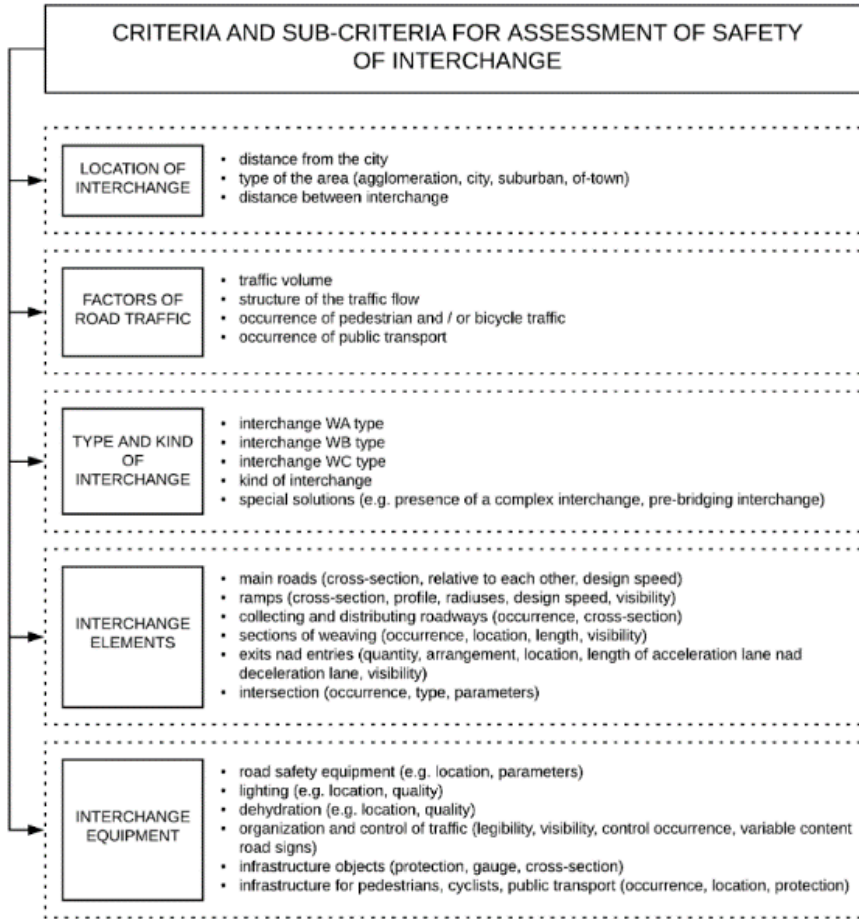 CRITERIA AND SUB-CRITERIA FOR ASSESSMENT OF SAFETY
OF INTERCHANGE
LOCATION OF
INTERCHANGE
• distance from the city
• type of the area (agglomeration, city, suburban, of-town)
• distance between interchange
FACTORS OF
ROAD TRAFFIC
• traffic volume
• structure of the traffic flow
• occurrence of pedestrian and / or bicycle traffic
• occurrence of public transport
TYPE AND KIND
OF
INTERCHANGE
• interchange WA type
• interchange WB type
• interchange WC type
• kind of interchange
• special solutions (e.g. presence of a complex interchange, pre-bridging interchange)
INTERCHANGE
ELEMENTS
• main roads (cross-section, relative to each other, design speed)
• ramps (cross-section, profile, radiuses, design speed, visibility)
• collecting and distributing roadways (occurrence, cross-section)
• sections of weaving (occurrence, location, length, visibility)
• exits nad entries (quantity, arrangement, location, length of acceleration lane nad
deceleration lane, visibility)
• intersection (occurrence, type, parameters)
INTERCHANGE
EQUIPMENT
• road safety equipment (e.g. location, parameters)
• lighting (e.g. location, quality)
• dehydration (e.g. location, quality)
• organization and control of traffic (legibility, visibility, control occurrence, variable content
road signs)
• infrastructure objects (protection, gauge, cross-section)
• infrastructure for pedestrians, cyclists, public transport (occurrence, location, protection)